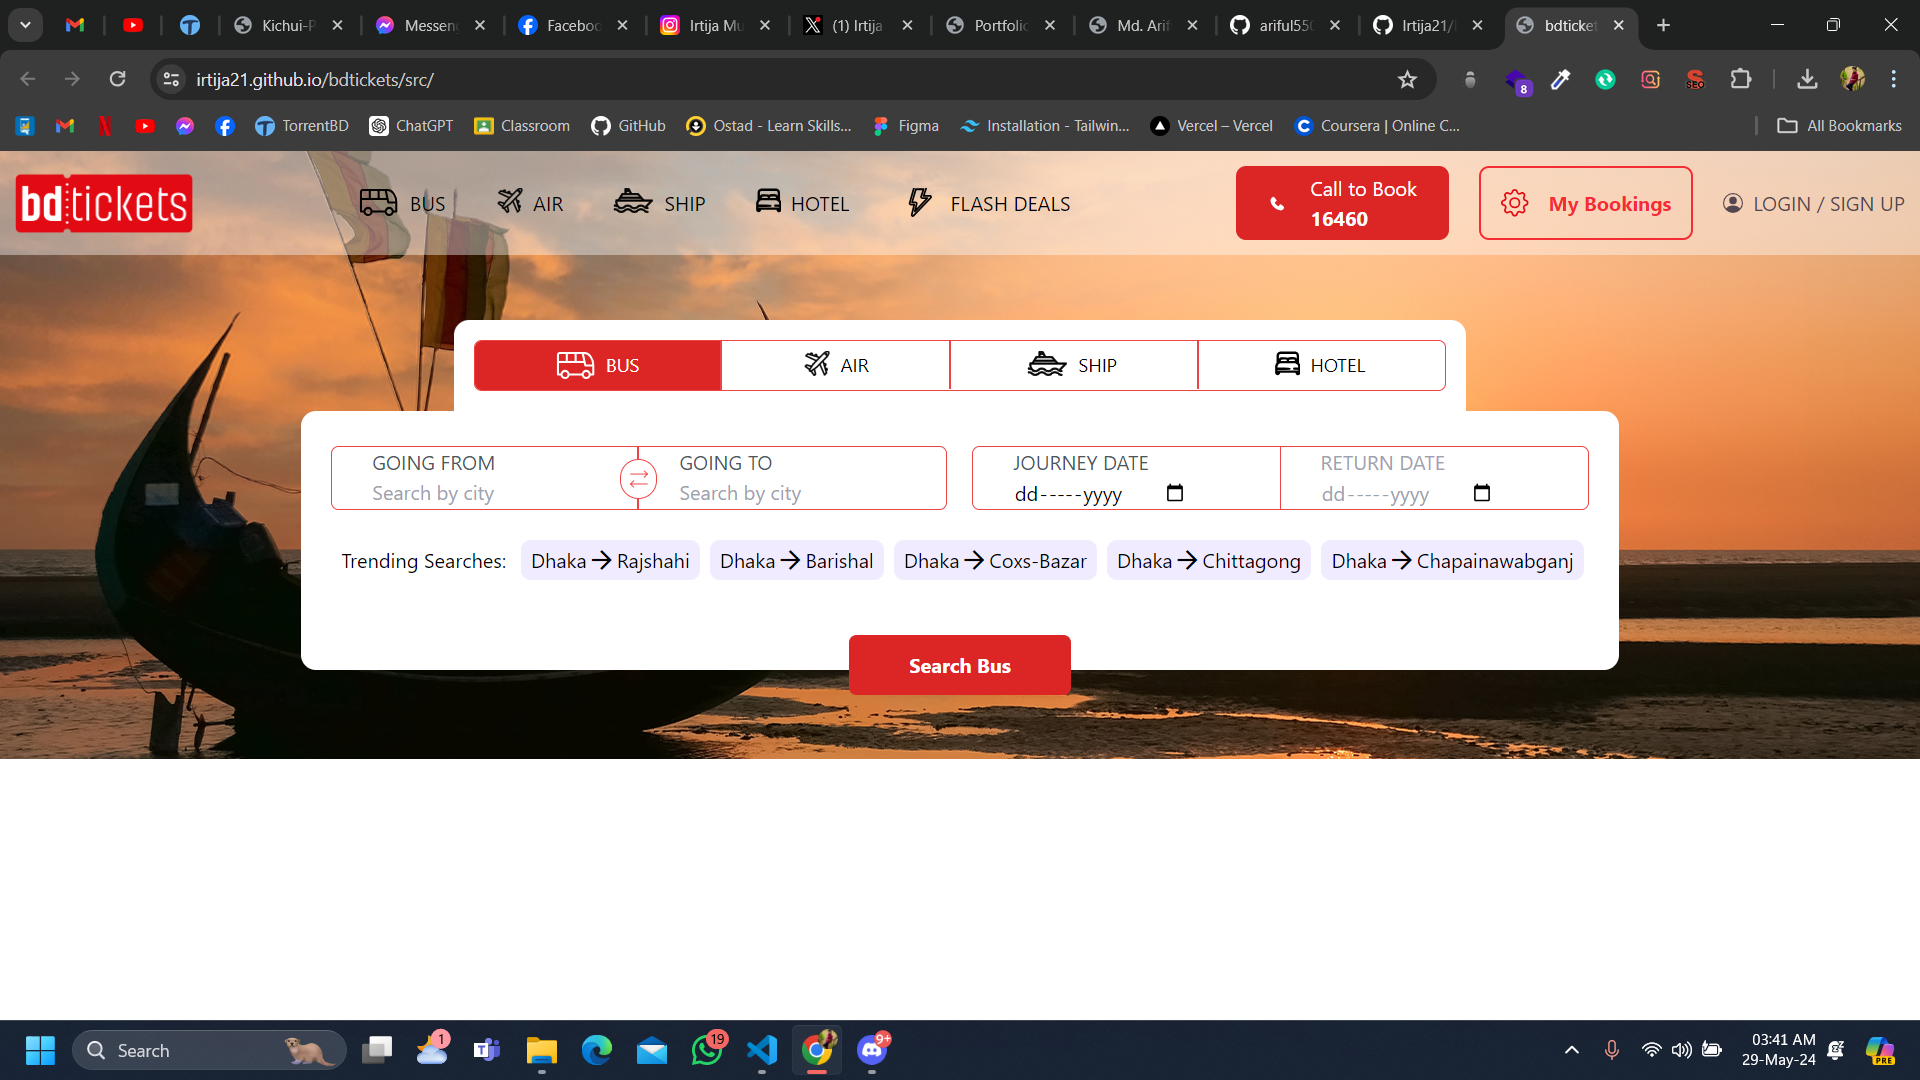 Kichui-P
Messeng
Faceboo
Irtija Mu
(1) Irtija
Portfolio
Md. Arif
ariful550
Irtija21/
bdticket
irtija21.github.io/bdtickets/src/
8
SEO
TorrentBD
ChatGPT
Classroom
GitHub
Ostad - Learn Skills...
Figma
Installation - Tailwin...
Vercel – Vercel
Coursera | Online C...
All Bookmarks
bdtickets
BUS
AIR
SHIP
HOTEL
FLASH DEALS
Call to Book
16460
My Bookings
LOGIN / SIGN UP
BUS
AIR
SHIP
HOTEL
GOING FROM
Search by city
GOING TO
Search by city
JOURNEY DATE
dd-----yyyy
RETURN DATE
dd-----yyyy
Trending Searches:
Dhaka → Rajshahi
Dhaka → Barishal
Dhaka → Coxs-Bazar
Dhaka → Chittagong
Dhaka → Chapainawabganj
Search Bus
Search
1
19
9+
03:41 AM
29-May-24
PRE